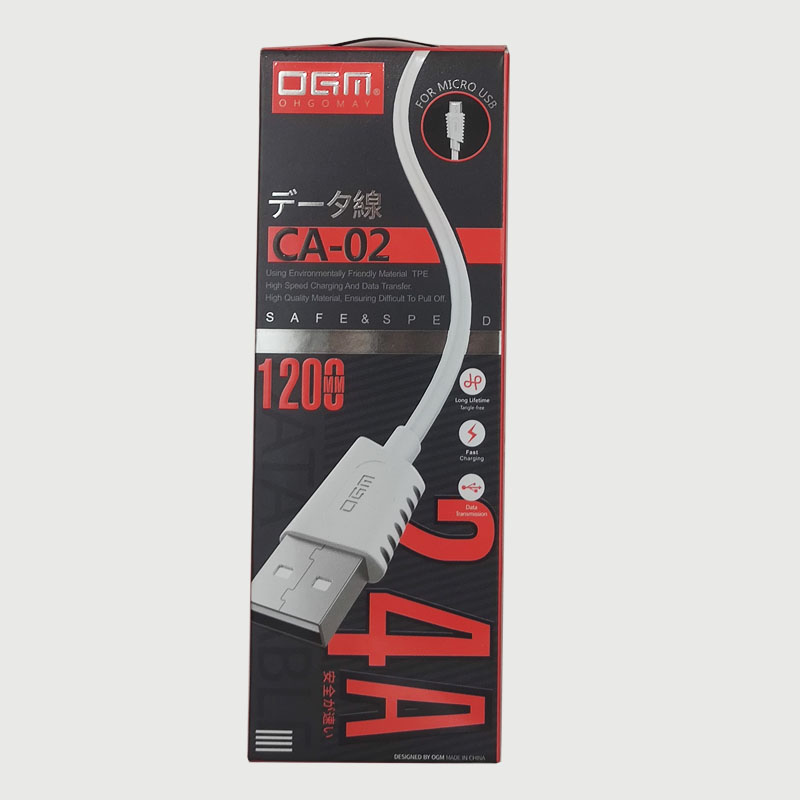 OGM®
OHGOMAY
FOR MICRO USB
データ線
CA-02
Using Environmentally Friendly Material TPE
High Speed Charging And Data Transfer.
High Quality Material, Ensuring Difficult To Pull Off.
SAFE&SPEED
1200MM
Long Lifetime
Tangle-free
Fast
Charging
OGM
Data
Transmission
2.4A
安全が速い
DESIGNED BY OGM MADE IN CHINA